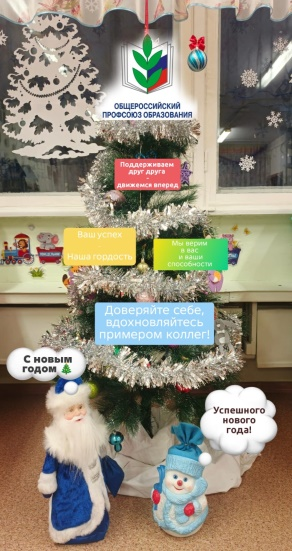 ОБЩЕРОССИЙСКИЙ
ПРОФСОЮЗ ОБРАЗОВАНИЯ
Поддерживаем
друг друга
-
движемся вперед
Ваш успех
-
Наша гордость
Мы верим
в вас
и ваши
способности
Доверяйте себе,
вдохновляйтесь
примером коллег!
С новым
годом🎄
Успешного
нового
года!